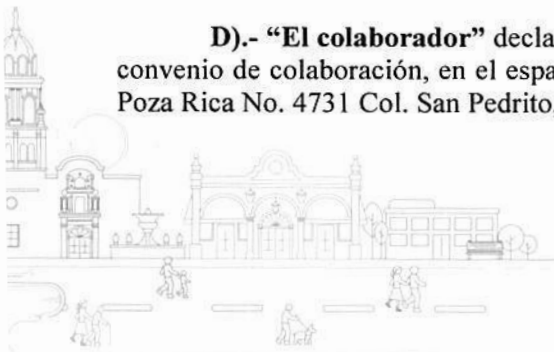 D).- “El colaborador” decla
convenio de colaboración, en el espa
Poza Rica No. 4731 Col. San Pedrito